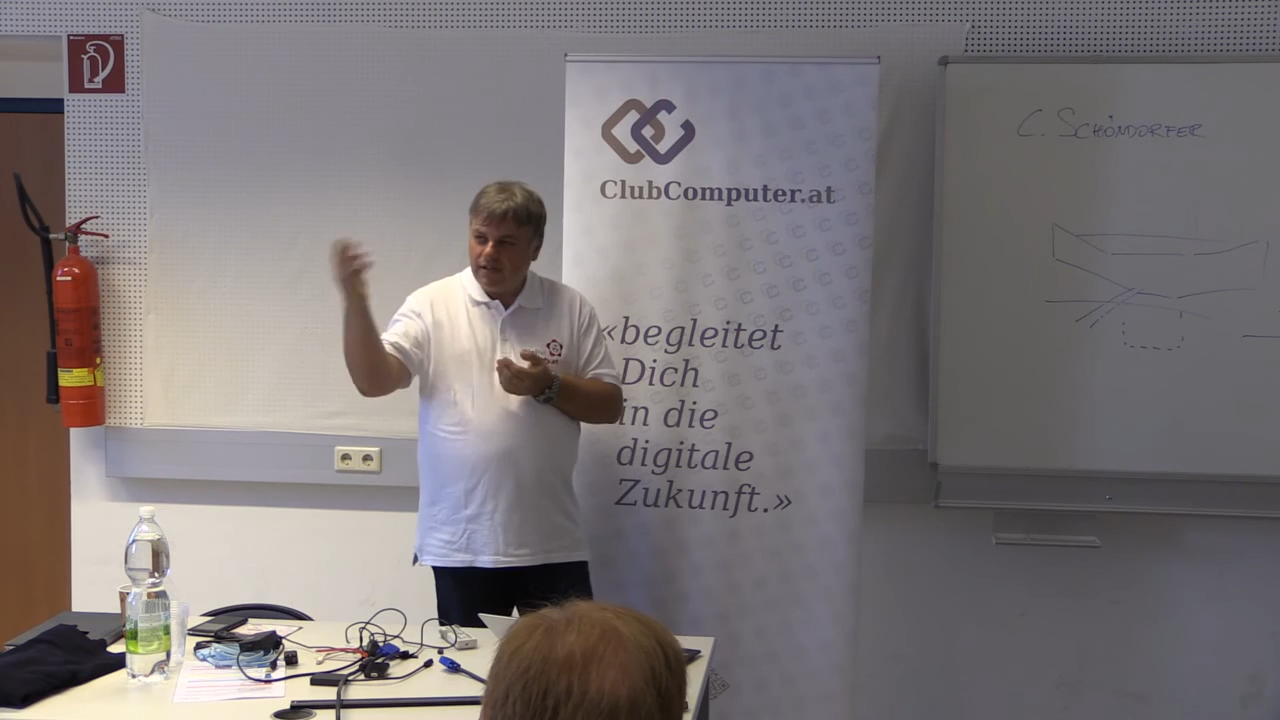 ClubComputer.at
«begleitet
Dich
in die
digitale
Zukunft.»
C. SCHÖNDORFER